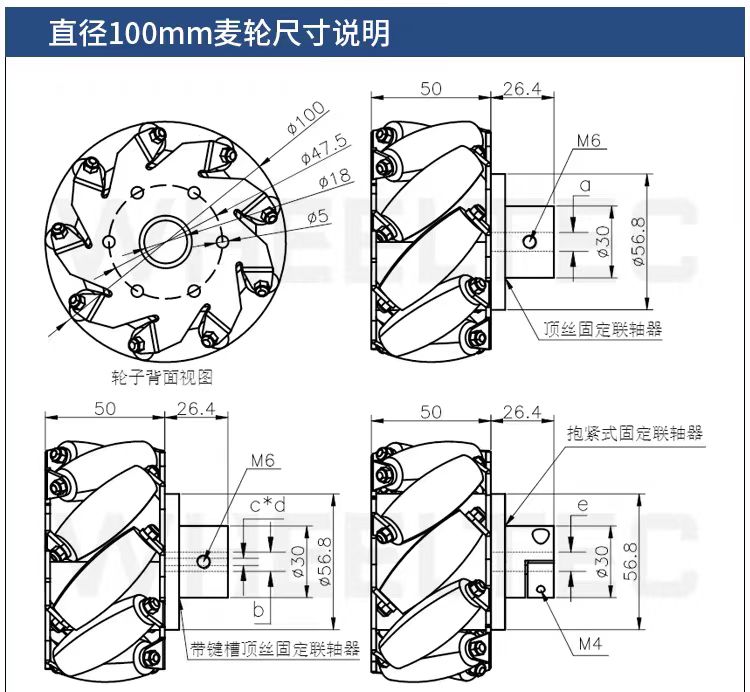 直径100mm麦轮尺寸说明
ø100
ø47.5
ø18
ø5
轮子背面视图
50
26.4
M6
a
ø30
ø56.8
顶丝固定联轴器
50
26.4
M6
c*d
ø30
ø56.8
b
带键槽顶丝固定联轴器
50
26.4
抱紧式固定联轴器
e
ø30
56.8
M4
WHEELTEC
WHEELTEC